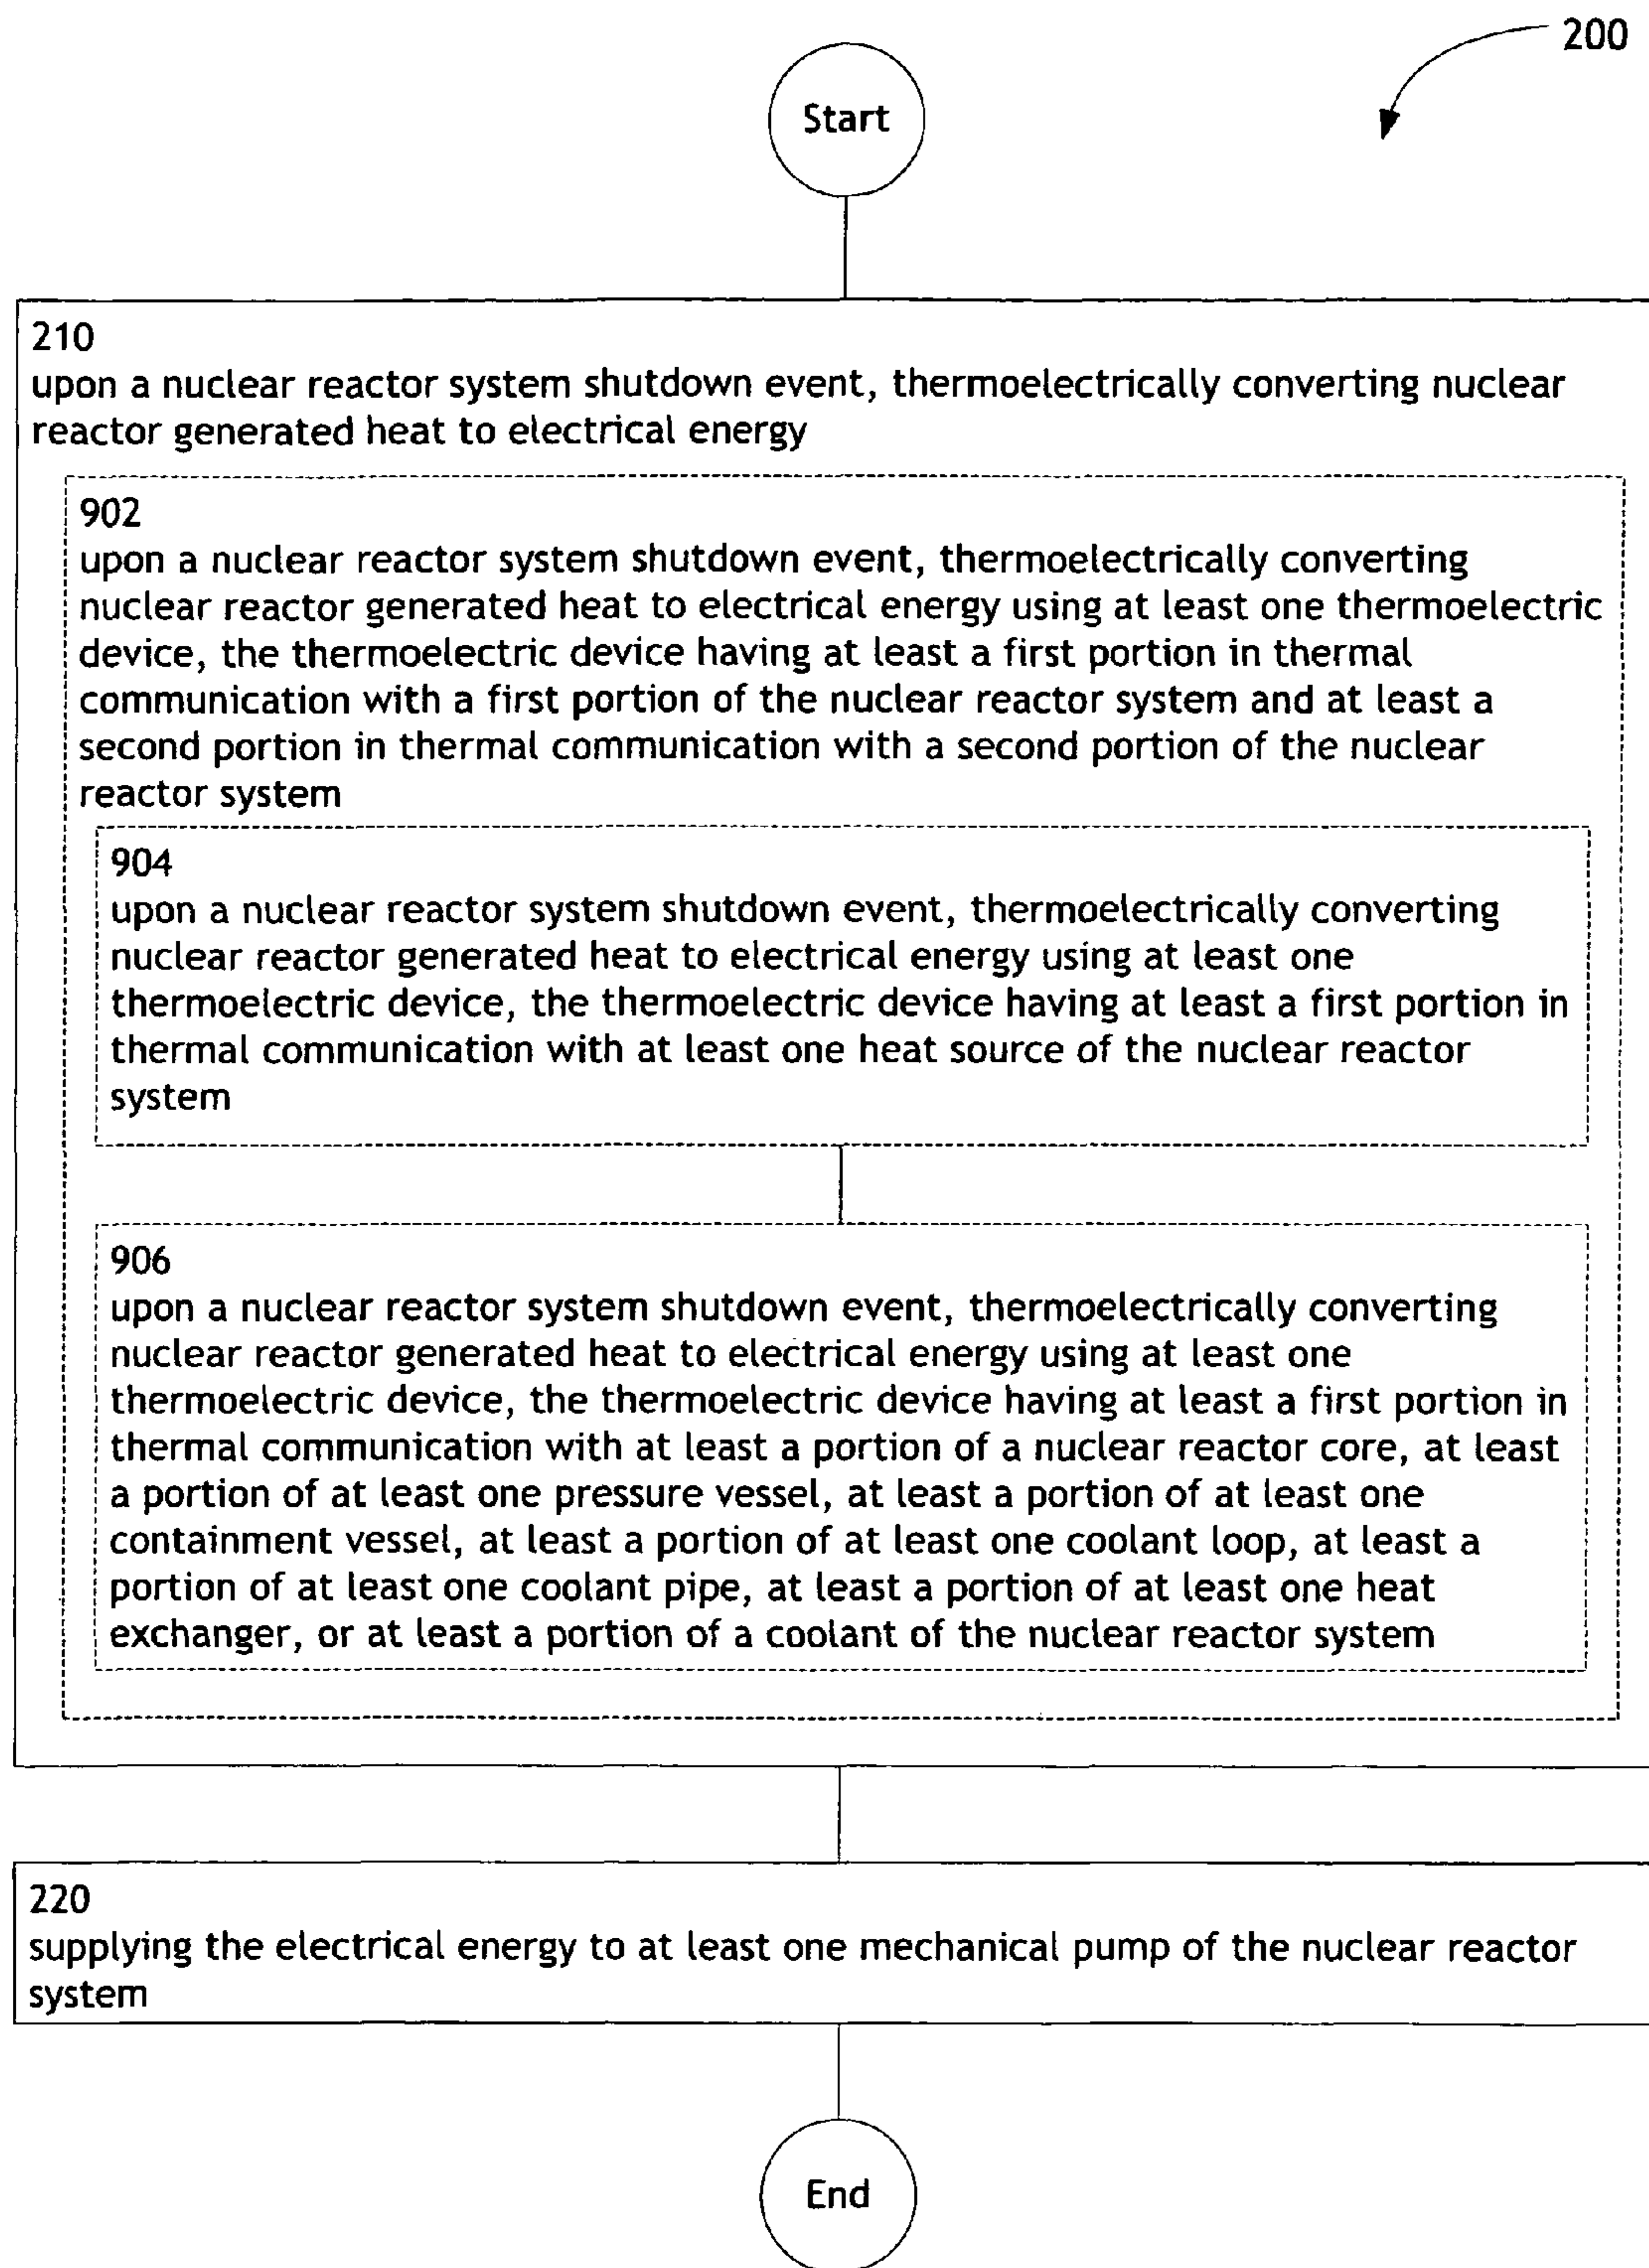 200
Start
210
upon a nuclear reactor system shutdown event, thermoelectrically converting nuclear
reactor generated heat to electrical energy
902
upon a nuclear reactor system shutdown event, thermoelectrically converting
nuclear reactor generated heat to electrical energy using at least one thermoelectric
device, the thermoelectric device having at least a first portion in thermal
communication with a first portion of the nuclear reactor system and at least a
second portion in thermal communication with a second portion of the nuclear
reactor system
904
upon a nuclear reactor system shutdown event, thermoelectrically converting
nuclear reactor generated heat to electrical energy using at least one
thermoelectric device, the thermoelectric device having at least a first portion in
thermal communication with at least one heat source of the nuclear reactor
system
906
upon a nuclear reactor system shutdown event, thermoelectrically converting
nuclear reactor generated heat to electrical energy using at least one
thermoelectric device, the thermoelectric device having at least a first portion in
thermal communication with at least a portion of a nuclear reactor core, at least
a portion of at least one pressure vessel, at least a portion of at least one
containment vessel, at least a portion of at least one coolant loop, at least a
portion of at least one coolant pipe, at least a portion of at least one heat
exchanger, or at least a portion of a coolant of the nuclear reactor system
220
supplying the electrical energy to at least one mechanical pump of the nuclear reactor
system
End